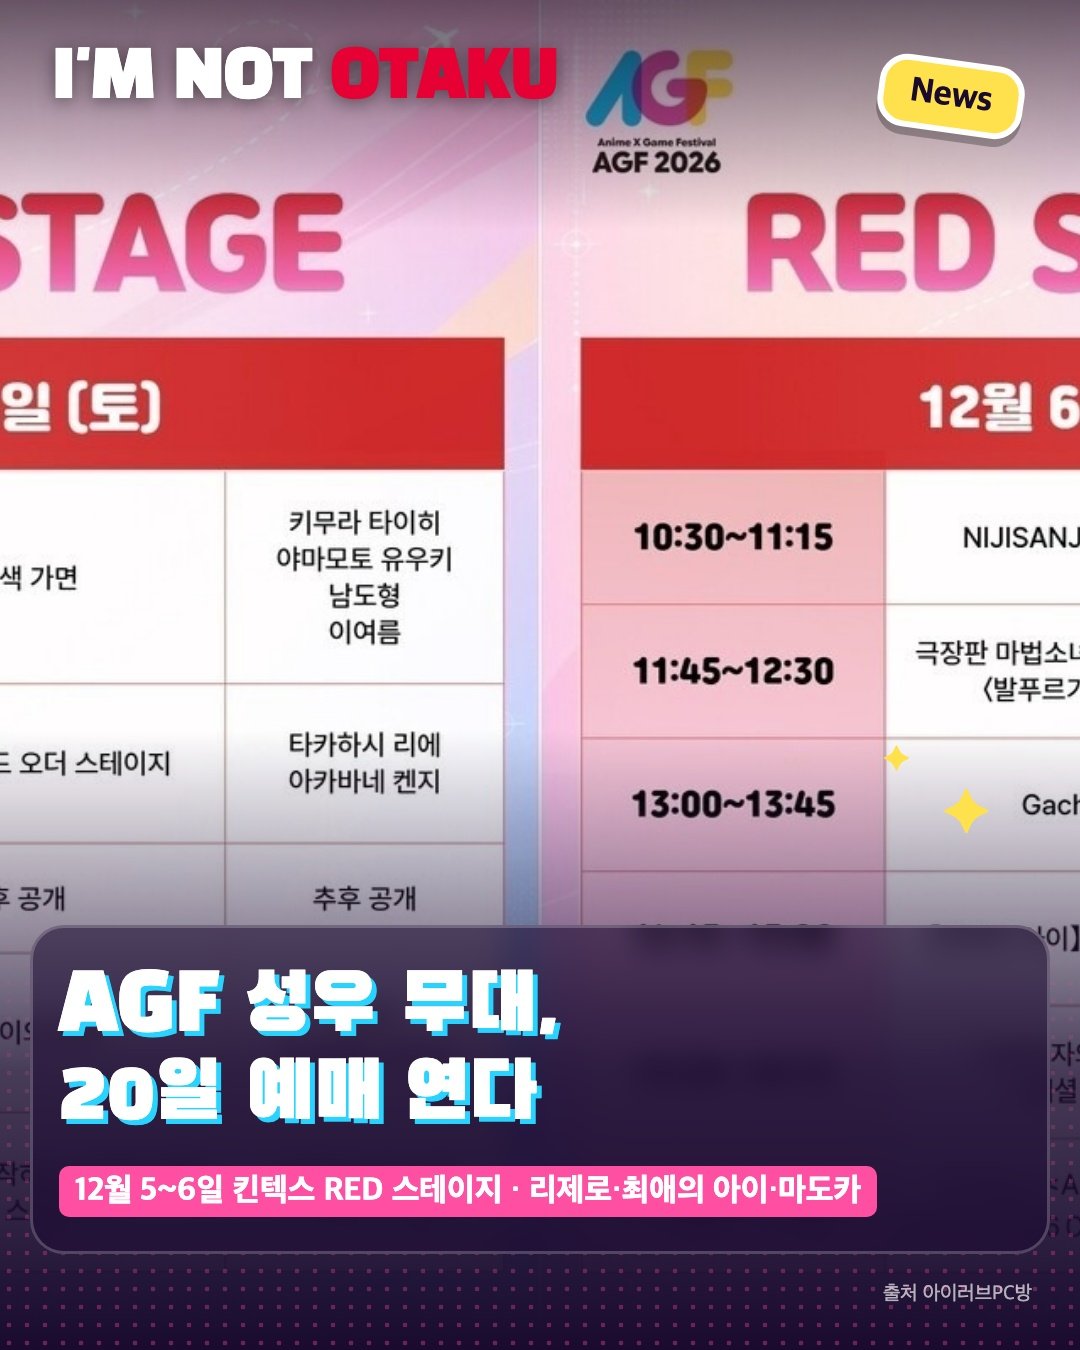 I'M NOT OTAKU
News
AGF
Anime X Game Festival
AGF 2026
STAGE
RED S
일 (토)
12월 6
색 가면
키무라 타이히
야마모토 유우키
남도형
이여름
오더 스테이지
타카하시 리에
아카바네 켄지
공개
추후 공개
10:30~11:15
NIJISANJ
11:45~12:30
극장판 마법소녀
〈발푸르기
13:00~13:45
Gach
AGF 성우 무대,
20일 예매 연다
12월 5~6일 킨텍스 RED 스테이지 · 리제로·최애의 아이·마도카
출처 아이러브PC방